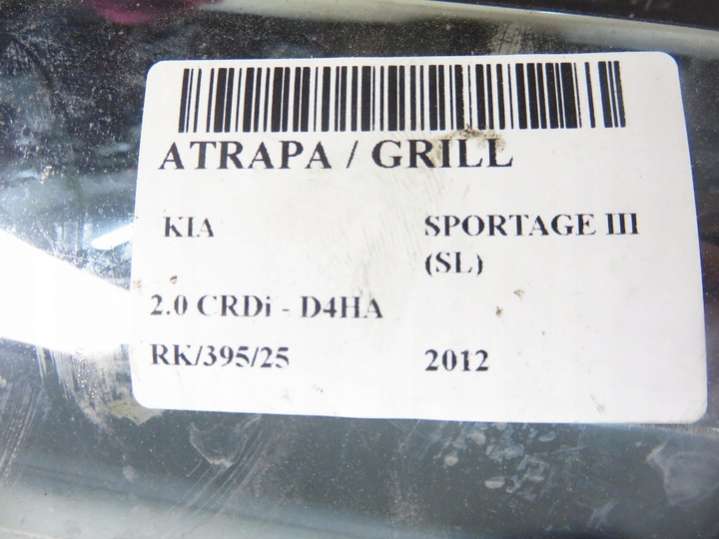 ATRAPA / GRILL
KIA SPORTAGE III
(SL)
2.0 CRDi - D4HA
RK/395/25 2012